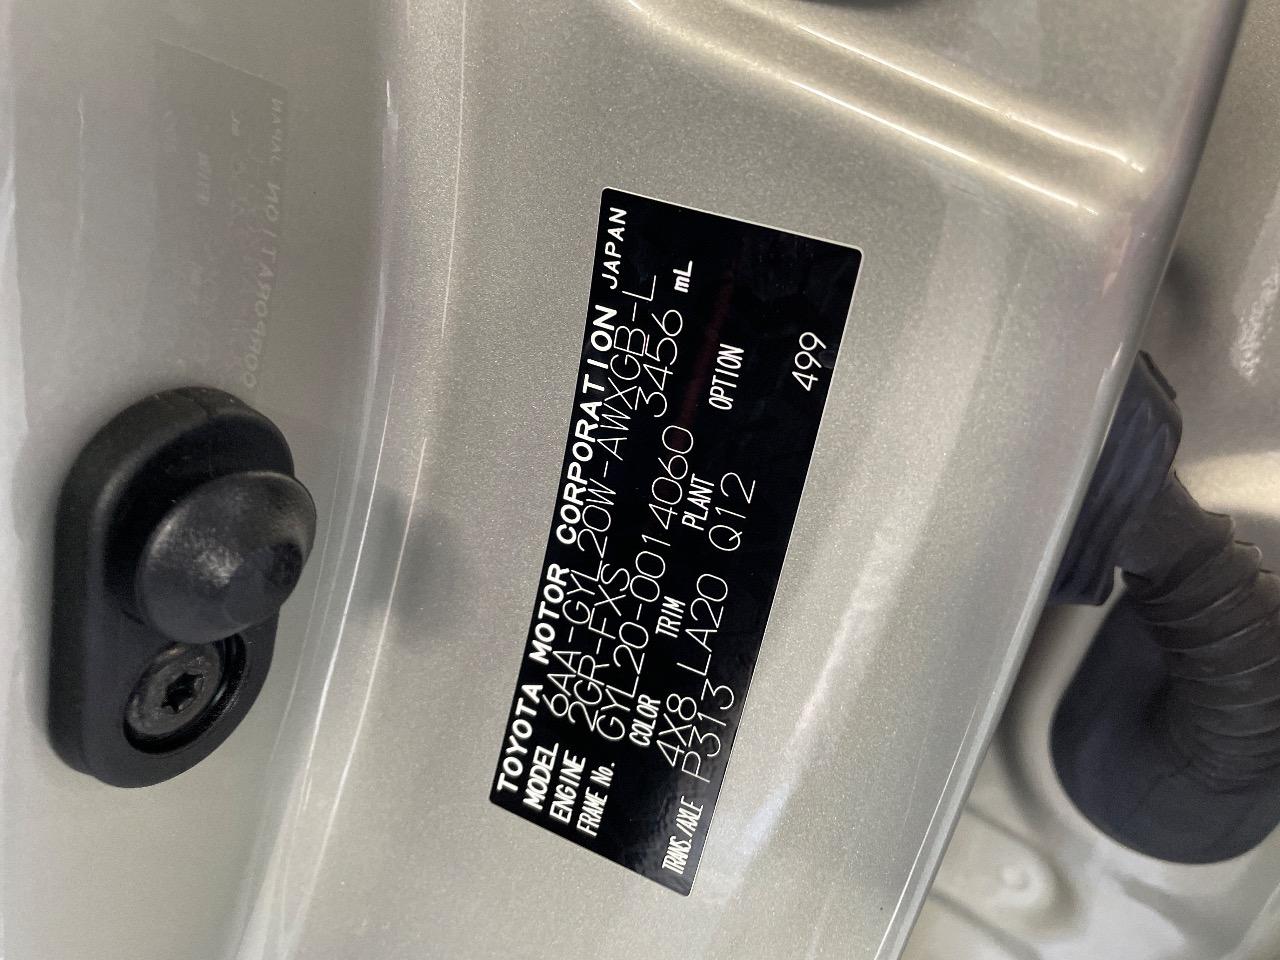 TOYOTA MOTOR CORPORATION JAPAN
MODEL 6AA-GYL20W-AWXGB-L
ENGINE 2GR-FXS 3456 mL
FRAME No. GYL20-0014060
COLOR TRIM PLANT OPTION
4X8 LA20 Q12 499
TRANS./AXLE P313